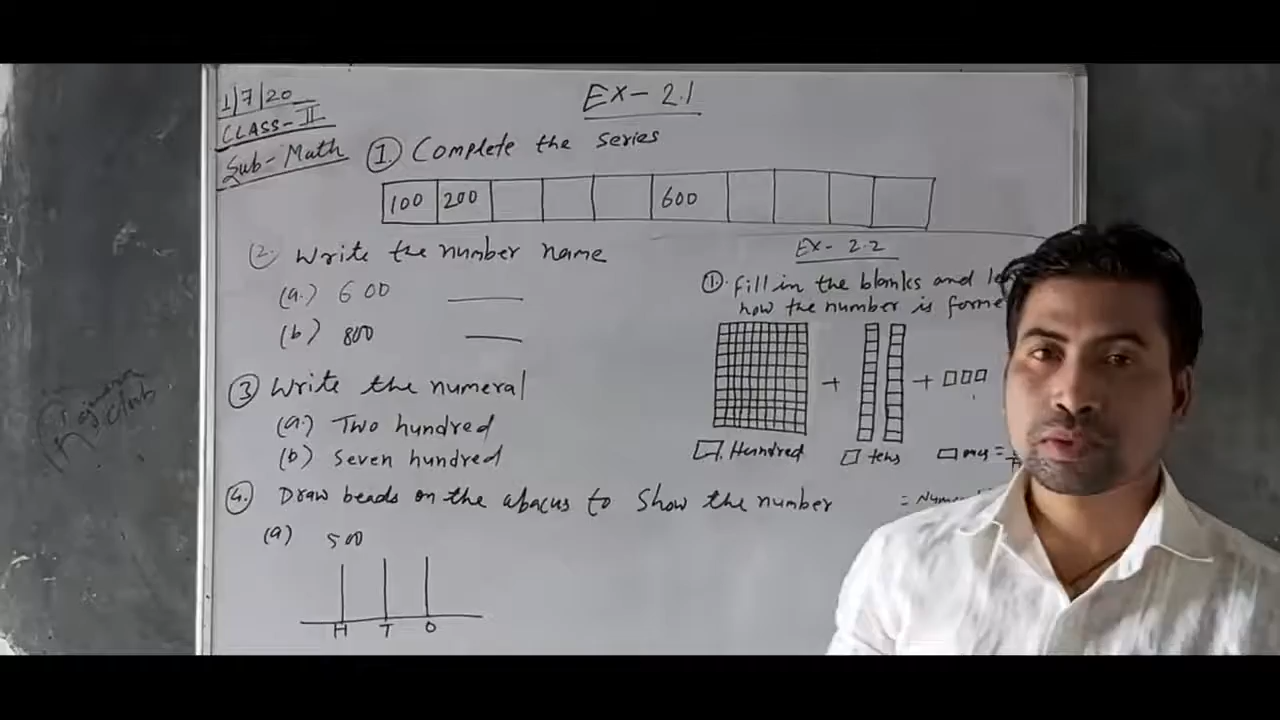 1/7/20
CLASS-II
Sub-Math
EX-2.1
1. Complete the series
100 200 600
2. Write the number name
(a.) 600
(b) 800
3 Write the numeral
(a.) Two hundred
(b) Seven hundred
4. Draw beads on the abacus to show the number
(a) 500
H T O
EX-2.2
1. Fill in the blanks and
how the number is forme
+ +
Hundred tens ones =
Club